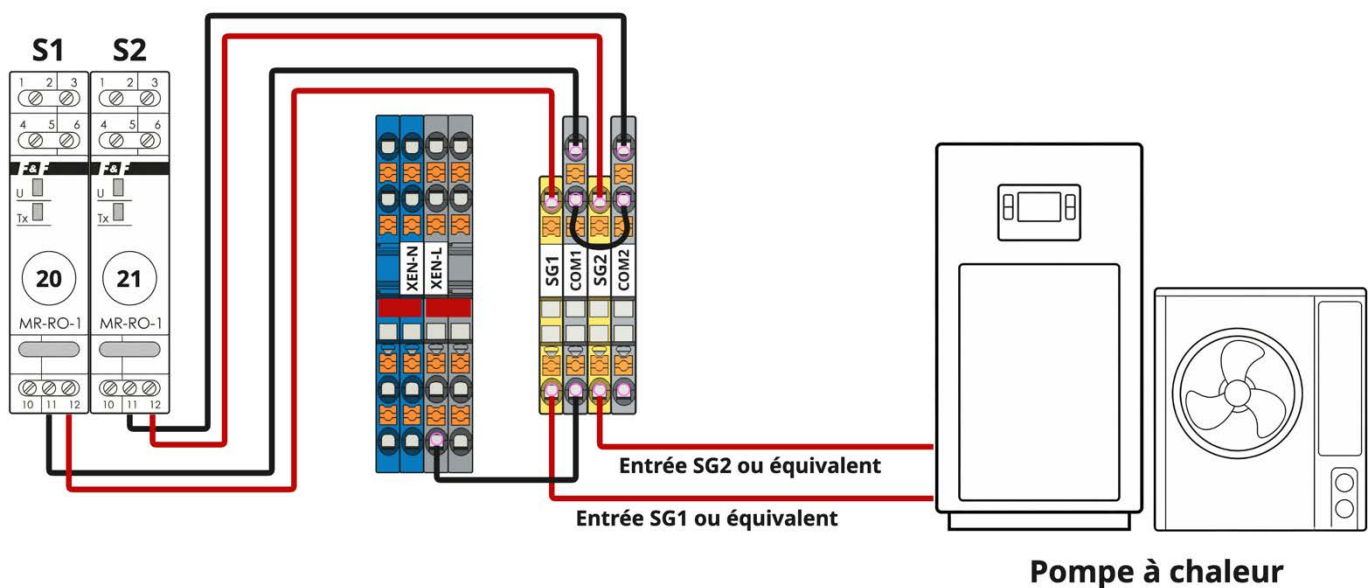 S1 S2
1 2 3 1 2 3
4 5 6 4 5 6
F&F F&F
U U
Tx Tx
20 21
MR-RO-1 MR-RO-1
10 11 12 10 11 12
XEN-N
XEN-L
SG1
COM1
SG2
COM2
Entrée SG2 ou équivalent
Entrée SG1 ou équivalent
Pompe à chaleur